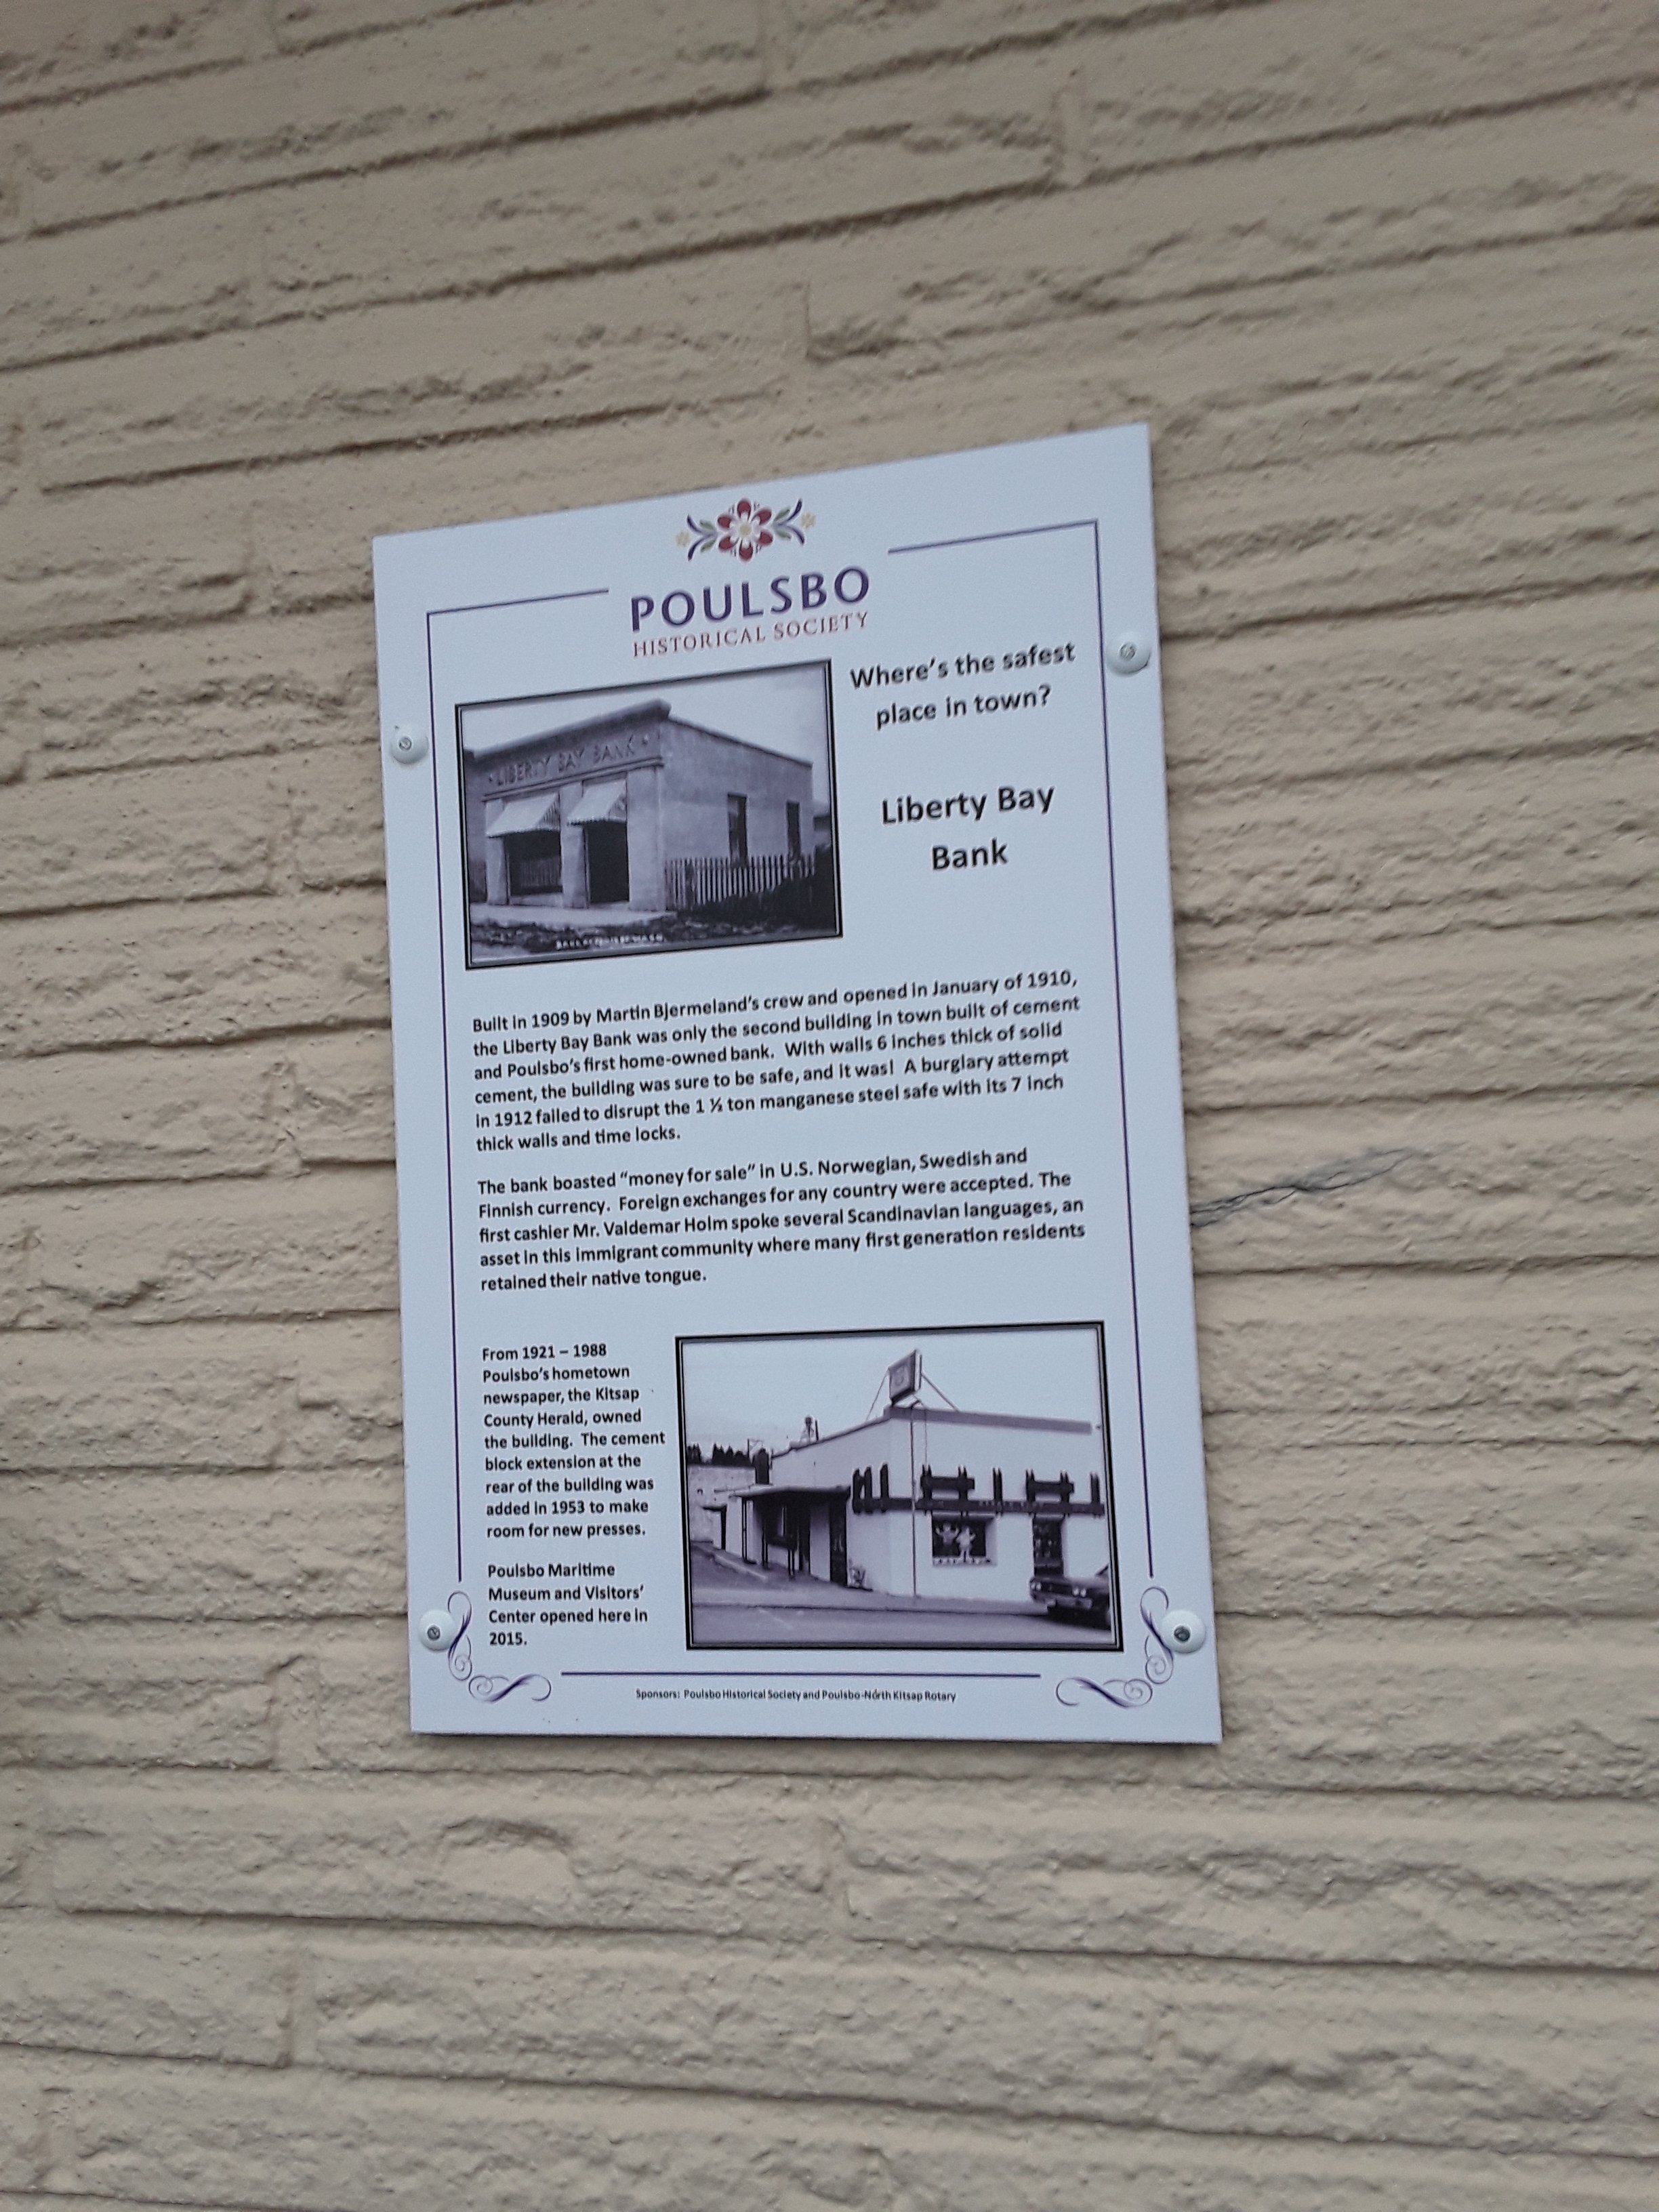 POULSBO
HISTORICAL SOCIETY
Where's the safest
place in town?
LIBERTY BAY BANK
Liberty Bay
Bank
Built in 1909 by Martin Bjermeland's crew and opened in January of 1910,
the Liberty Bay Bank was only the second building in town built of cement
and Poulsbo's first home-owned bank. With walls 6 inches thick of solid
cement, the building was sure to be safe, and it was! A burglary attempt
in 1912 failed to disrupt the 1 ½ ton manganese steel safe with its 7 inch
thick walls and time locks.
The bank boasted "money for sale" in U.S. Norwegian, Swedish and
Finnish currency. Foreign exchanges for any country were accepted. The
first cashier Mr. Valdemar Holm spoke several Scandinavian languages, an
asset in this immigrant community where many first generation residents
retained their native tongue.
From 1921 – 1988
Poulsbo's hometown
newspaper, the Kitsap
County Herald, owned
the building. The cement
block extension at the
rear of the building was
added in 1953 to make
room for new presses.
Poulsbo Maritime
Museum and Visitors'
Center opened here in
2015.
Sponsors: Poulsbo Historical Society and Poulsbo-North Kitsap Rotary